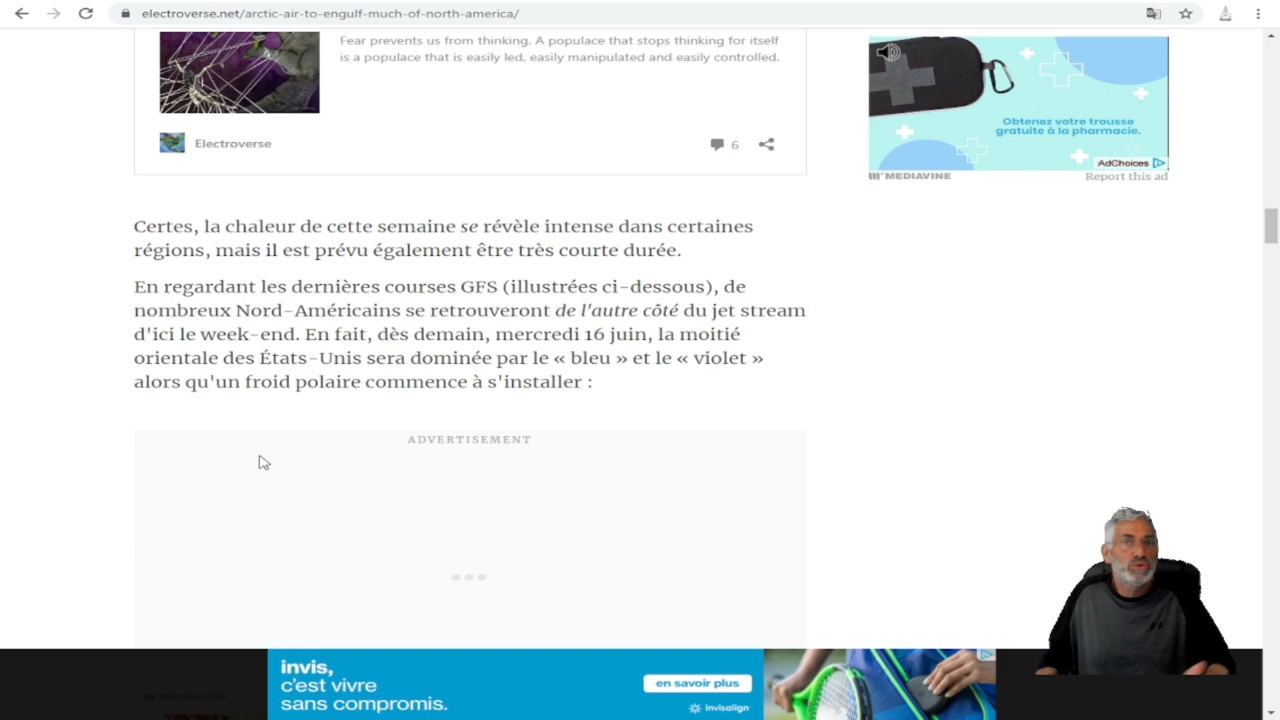 electroverse.net/arctic-air-to-engulf-much-of-north-america/
Fear prevents us from thinking. A populace that stops thinking for itself
is a populace that is easily led, easily manipulated and easily controlled.
Electroverse
6
Certes, la chaleur de cette semaine se révèle intense dans certaines
régions, mais il est prévu également être très courte durée.
En regardant les dernières courses GFS (illustrées ci-dessous), de
nombreux Nord-Américains se retrouveront de l'autre côté du jet stream
d'ici le week-end. En fait, dès demain, mercredi 16 juin, la moitié
orientale des États-Unis sera dominée par le « bleu » et le « violet »
alors qu'un froid polaire commence à s'installer :
ADVERTISEMENT
Obtenez votre trousse
gratuite à la pharmacie.
AdChoices
MEDIAVINE
Report this ad
invis,
c'est vivre
sans compromis.
en savoir plus
invisalign